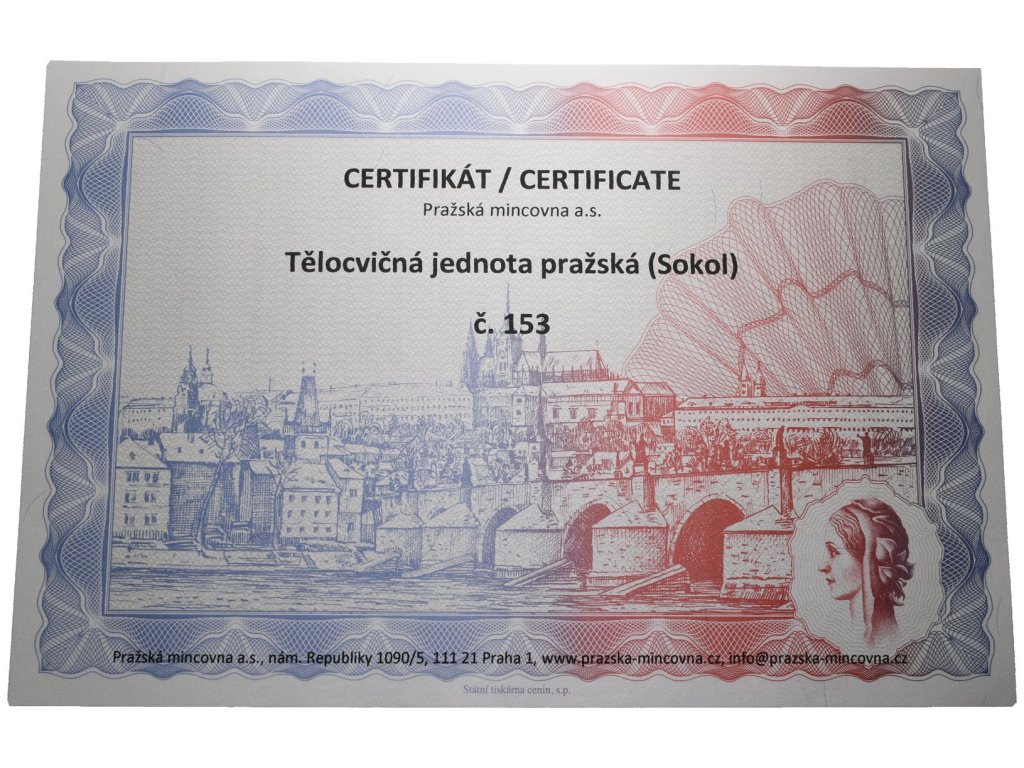 CERTIFIKÁT / CERTIFICATE
Pražská mincovna a.s.
Tělocvičná jednota pražská (Sokol)
č. 153
Pražská mincovna a.s., nám. Republiky 1090/5, 111 21 Praha 1, www.prazska-mincovna.cz, info@prazska-mincovna.cz
Státní tiskárna cenin, s.p.